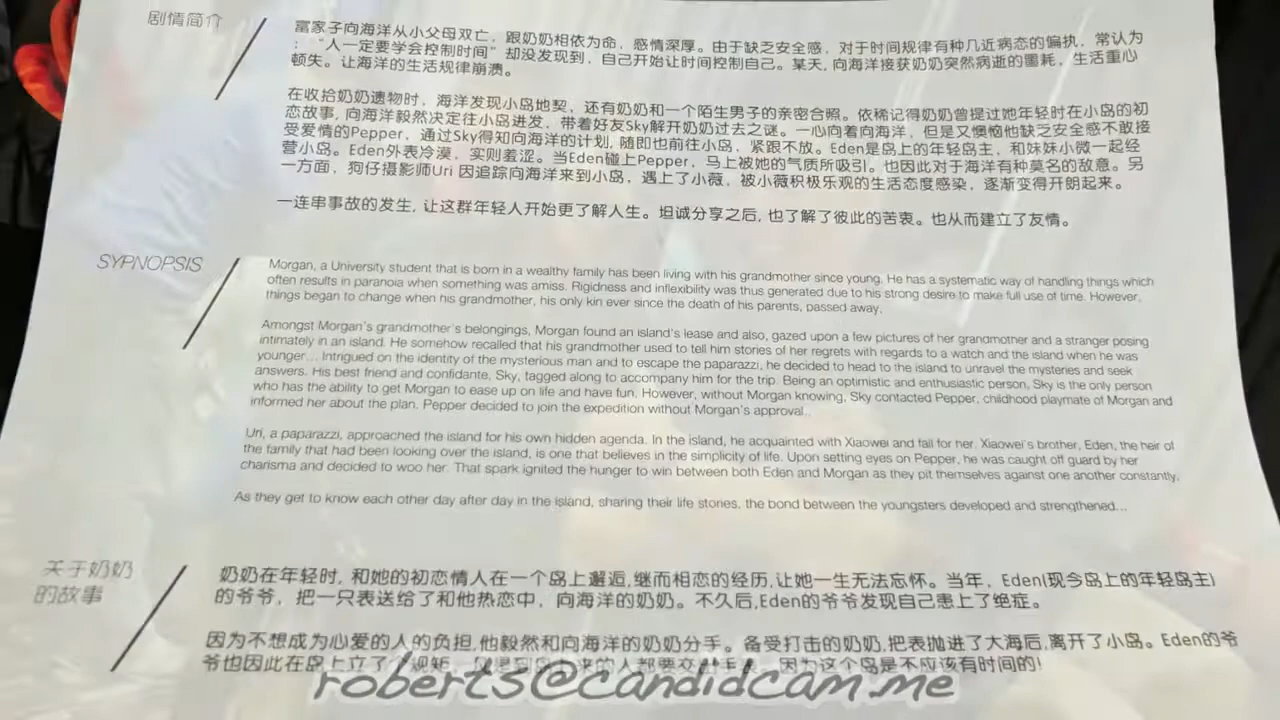 剧情简介
富家子向海洋从小父母双亡，跟奶奶相依为命，感情深厚。由于缺乏安全感，对于时间规律有种几近病态的偏执，常认为
：“人一定要学会控制时间”却没发现到，自己开始让时间控制自己。某天,向海洋接获奶奶突然病逝的噩耗，生活重心
顿失。让海洋的生活规律崩溃。
在收拾奶奶遗物时，海洋发现小岛地契，还有奶奶和一个陌生男子的亲密合照。依稀记得奶奶曾提过她年轻时在小岛的初
恋故事,向海洋毅然决定往小岛进发，带着好友Sky解开奶奶过去之谜。一心向着向海洋，但是又懊恼他缺乏安全感不敢接
受爱情的Pepper，通过Sky得知向海洋的计划,随即也前往小岛，紧跟不放。Eden是岛上的年轻岛主，和妹妹小微一起经
营小岛。Eden外表冷漠，实则羞涩。当Eden碰上Pepper，马上被她的气质所吸引。也因此对于海洋有种莫名的敌意。另
一方面，狗仔摄影师Uri 因追踪向海洋来到小岛，遇上了小薇，被小薇积极乐观的生活态度感染，逐渐变得开朗起来。
一连串事故的发生,让这群年轻人开始更了解人生。坦诚分享之后,也了解了彼此的苦衷。也从而建立了友情。
SYPNOPSIS
Morgan, a University student that is born in a wealthy family has been living with his grandmother since young. He has a systematic way of handling things which
often results in paranoia when something was amiss. Rigidness and inflexibility was thus generated due to his strong desire to make full use of time. However,
things began to change when his grandmother, his only kin ever since the death of his parents, passed away.
Amongst Morgan's grandmother's belongings, Morgan found an island's lease and also, gazed upon a few pictures of her grandmother and a stranger posing
intimately in an island. He somehow recalled that his grandmother used to tell him stories of her regrets with regards to a watch and the island when he was
younger... Intrigued on the identity of the mysterious man and to escape the paparazzi, he decided to head to the island to unravel the mysteries and seek
answers. His best friend and confidante, Sky, tagged along to accompany him for the trip. Being an optimistic and enthusiastic person, Sky is the only person
who has the ability to get Morgan to ease up on life and have fun. However, without Morgan knowing, Sky contacted Pepper, childhood playmate of Morgan and
informed her about the plan. Pepper decided to join the expedition without Morgan's approval..
Uri, a paparazzi, approached the island for his own hidden agenda. In the island, he acquainted with Xiaowei and fall for her. Xiaowei's brother, Eden, the heir of
the family that had been looking over the island, is one that believes in the simplicity of life. Upon setting eyes on Pepper, he was caught off guard by her
charisma and decided to woo her. That spark ignited the hunger to win between both Eden and Morgan as they pit themselves against one another constantly.
As they get to know each other day after day in the island, sharing their life stories, the bond between the youngsters developed and strengthened...
关于奶奶
的故事
奶奶在年轻时,和她的初恋情人在一个岛上邂逅,继而相恋的经历,让她一生无法忘怀。当年，Eden(现今岛上的年轻岛主)
的爷爷，把一只表送给了和他热恋中，向海洋的奶奶。不久后,Eden的爷爷发现自己患上了绝症。
因为不想成为心爱的人的负担,他毅然和向海洋的奶奶分手。备受打击的奶奶,把表抛进了大海后,离开了小岛。Eden的爷
爷也因此在岛上立了个规矩，人都要交 因为这个岛是不应该有时间的!
roberts@candidcam.me